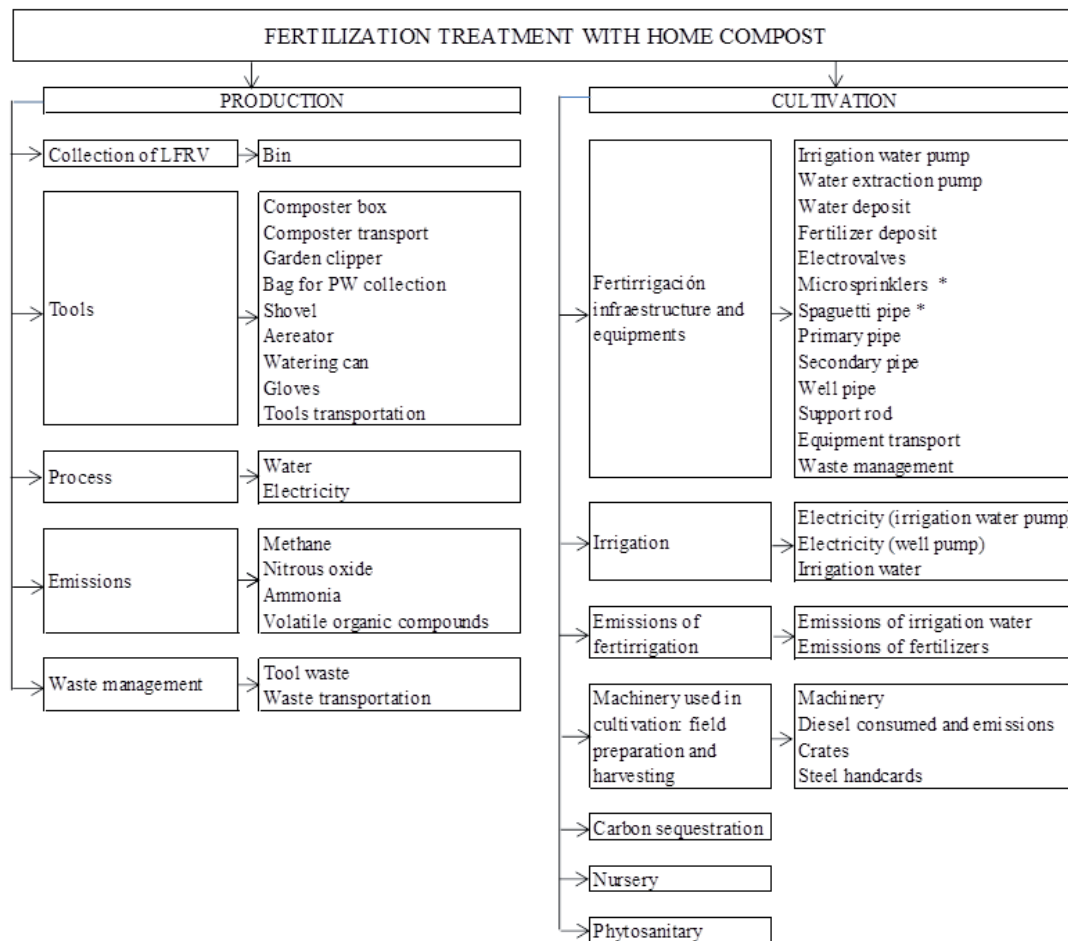 FERTILIZATION TREATMENT WITH HOME COMPOST
PRODUCTION
Collection of LFRV
Bin
Tools
Composter box
Composter transport
Garden clipper
Bag for PW collection
Shovel
Aereator
Watering can
Gloves
Tools transportation
Process
Water
Electricity
Emissions
Methane
Nitrous oxide
Ammonia
Volatile organic compounds
Waste management
Tool waste
Waste transportation
CULTIVATION
Fertirrigación
infraestructure and
equipments
Irrigation water pump
Water extraction pump
Water deposit
Fertilizer deposit
Electrovalves
Microsprinklers *
Spaguetti pipe *
Primary pipe
Secondary pipe
Well pipe
Support rod
Equipment transport
Waste management
Irrigation
Electricity (irrigation water pump)
Electricity (well pump)
Irrigation water
Emissions of
fertirrigation
Emissions of irrigation water
Emissions of fertilizers
Machinery used in
cultivation: field
preparation and
harvesting
Machinery
Diesel consumed and emissions
Crates
Steel handcards
Carbon sequestration
Nursery
Phytosanitary